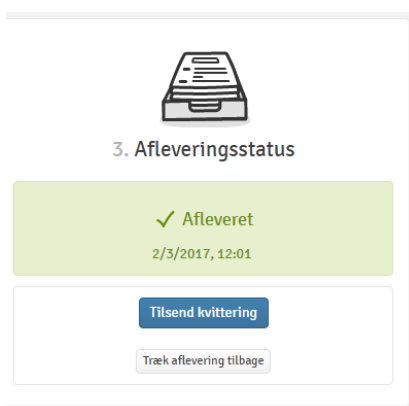 3. Afleveringsstatus
Afleveret
2/3/2017, 12:01
Tilsend kvittering
Træk aflevering tilbage